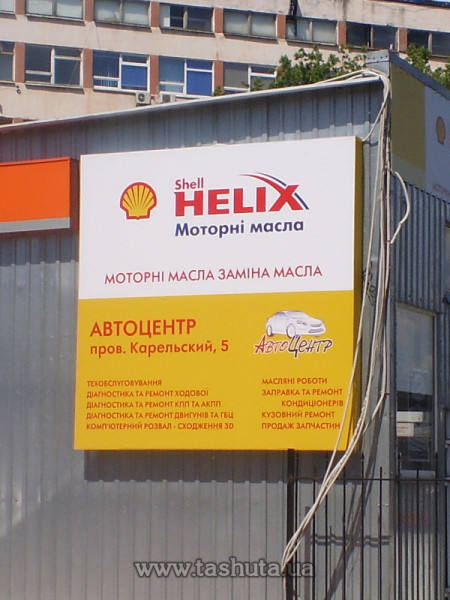 Shell
HELIX
Моторні масла
МОТОРНІ МАСЛА ЗАМІНА МАСЛА
АВТОЦЕНТР
пров. Карельский, 5
АвтоЦентр
ТЕХОБСЛУГОВУВАННЯ
ДІАГНОСТИКА ТА РЕМОНТ ХОДОВОЇ
ДІАГНОСТИКА ТА РЕМОНТ КПП ТА АКПП
ДІАГНОСТИКА ТА РЕМОНТ ДВИГУНІВ ТА ГБЦ
КОМП'ЮТЕРНИЙ РОЗВАЛ - СХОДЖЕННЯ 3D
МАСЛЯНІ РОБОТИ
ЗАПРАВКА ТА РЕМОНТ
КОНДИЦІОНЕРІВ
КУЗОВНИЙ РЕМОНТ
ПРОДАЖ ЗАПЧАСТИН
www.tashuta.ua